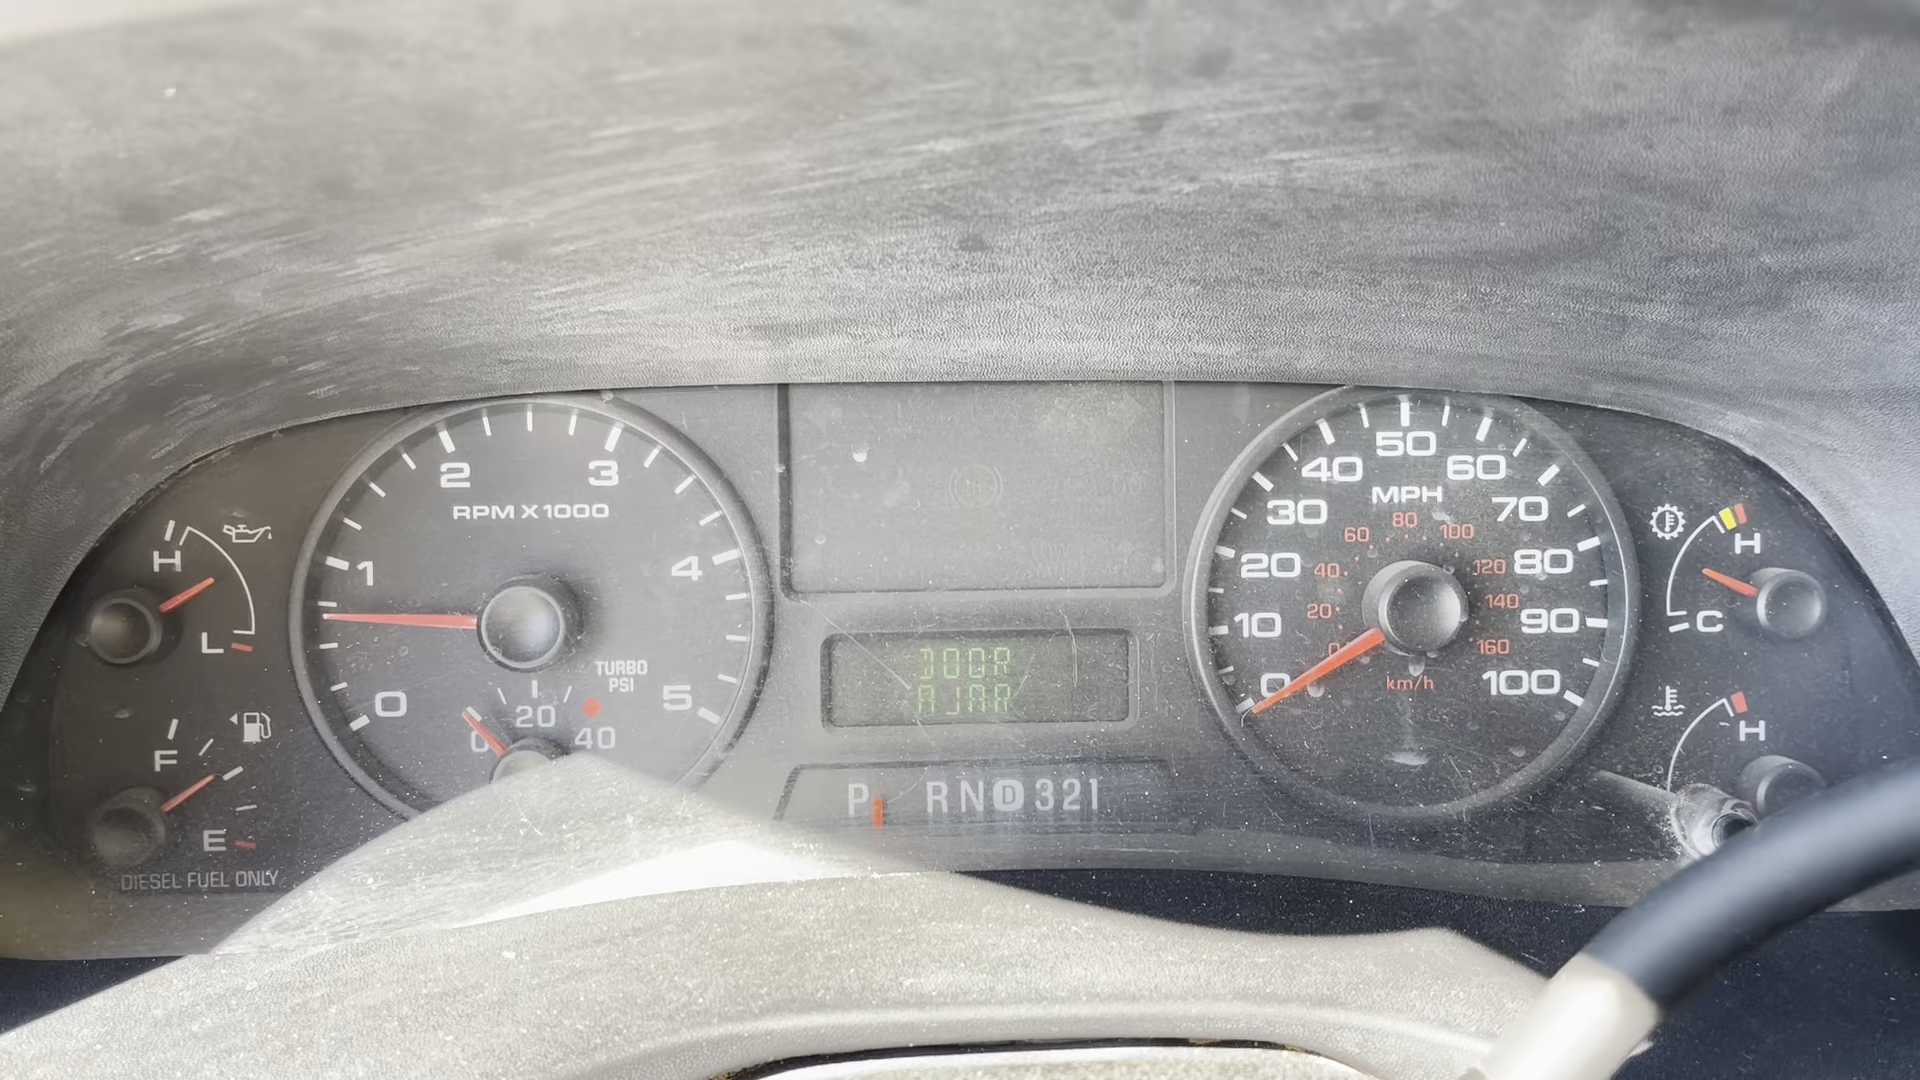 2 3
RPM X 1000
1 4
0 5
TURBO
PSI
0 20 40
H
L
F
E
DIESEL FUEL ONLY
DOOR
AJAR
P R N D 3 2 1
50
40 60
MPH
30 70
80
60 100
20 80
40 120
20 140
10 90
0 160
0 100
km/h
H
C
H